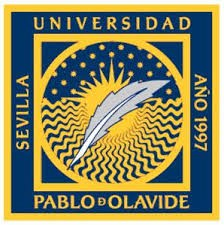 UNIVERSIDAD
SEVILLA
AÑO 1997
PABLO DE OLAVIDE